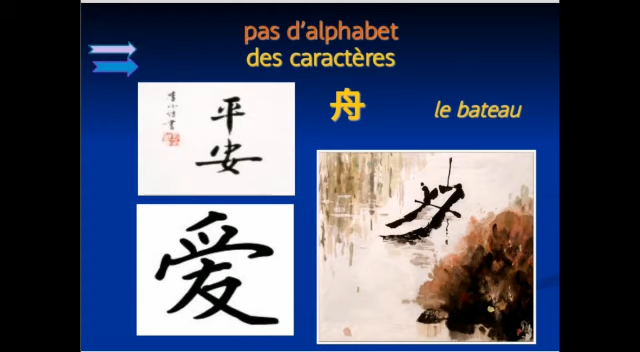 pas d'alphabet
des caractères
舟
le bateau
平安
爱